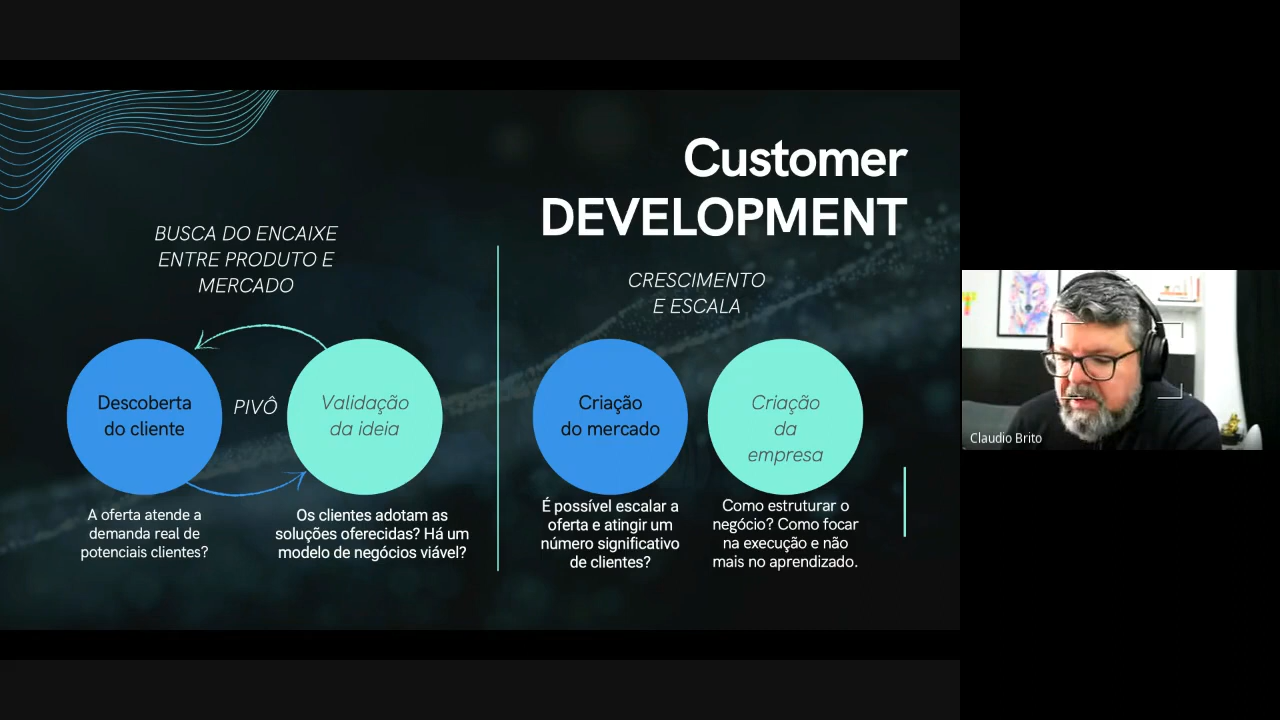 Customer
DEVELOPMENT
BUSCA DO ENCAIXE
ENTRE PRODUTO E
MERCADO
Descoberta
do cliente
PIVÔ
Validação
da ideia
A oferta atende a
demanda real de
potenciais clientes?
Os clientes adotam as
soluções oferecidas? Há um
modelo de negócios viável?
CRESCIMENTO
E ESCALA
Criação
do mercado
Criação
da
empresa
É possível escalar a
oferta e atingir um
número significativo
de clientes?
Como estruturar o
negócio? Como focar
na execução e não
mais no aprendizado.
Claudio Brito